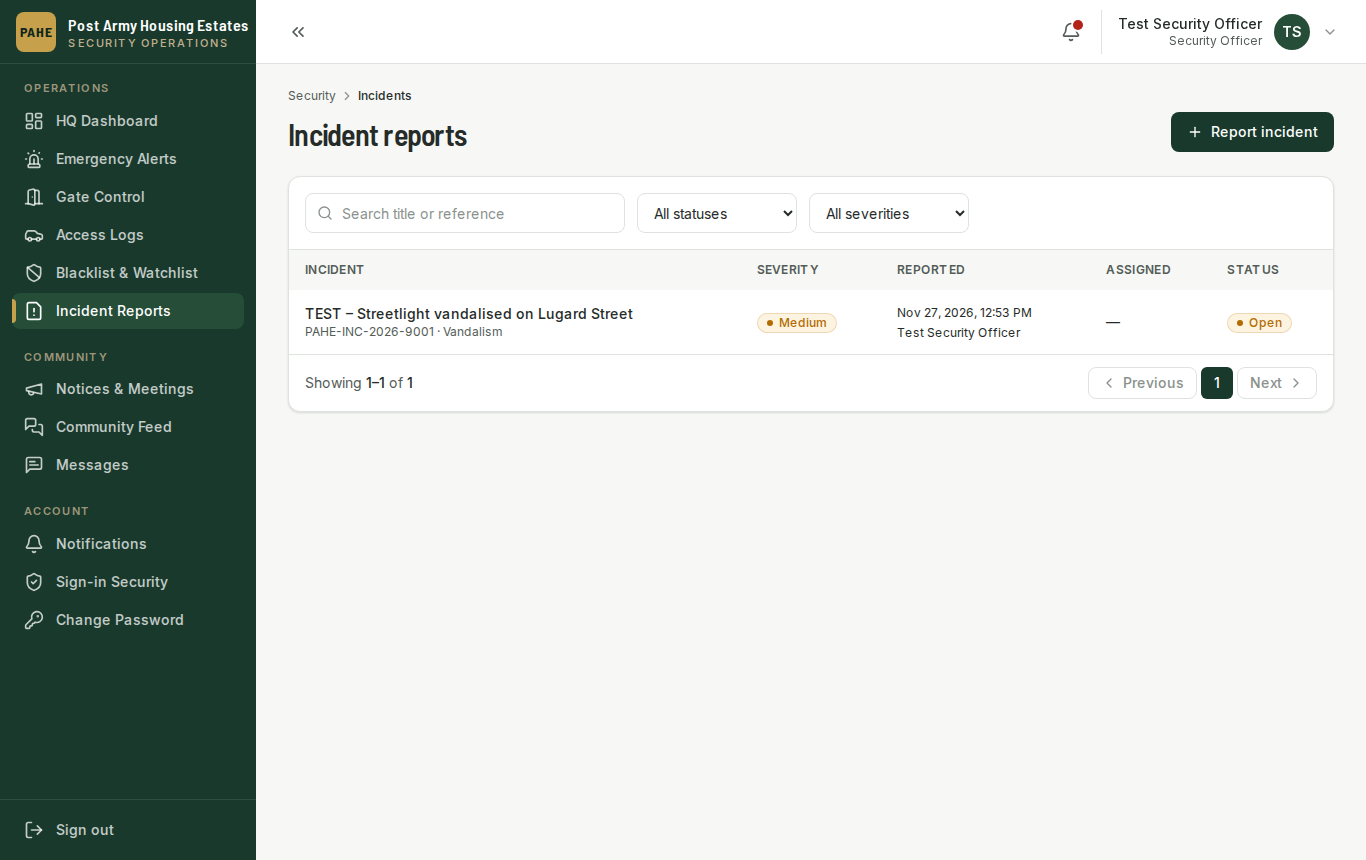 PAHE
Post Army Housing Estates
SECURITY OPERATIONS
OPERATIONS
HQ Dashboard
Emergency Alerts
Gate Control
Access Logs
Blacklist & Watchlist
Incident Reports
COMMUNITY
Notices & Meetings
Community Feed
Messages
ACCOUNT
Notifications
Sign-in Security
Change Password
Sign out
Test Security Officer
Security Officer
TS
Security > Incidents
Incident reports
+ Report incident
Search title or reference
All statuses
All severities
INCIDENT SEVERITY REPORTED ASSIGNED STATUS
TEST – Streetlight vandalised on Lugard Street
PAHE-INC-2026-9001 · Vandalism
Medium
Nov 27, 2026, 12:53 PM
Test Security Officer
—
Open
Showing 1–1 of 1
Previous 1 Next